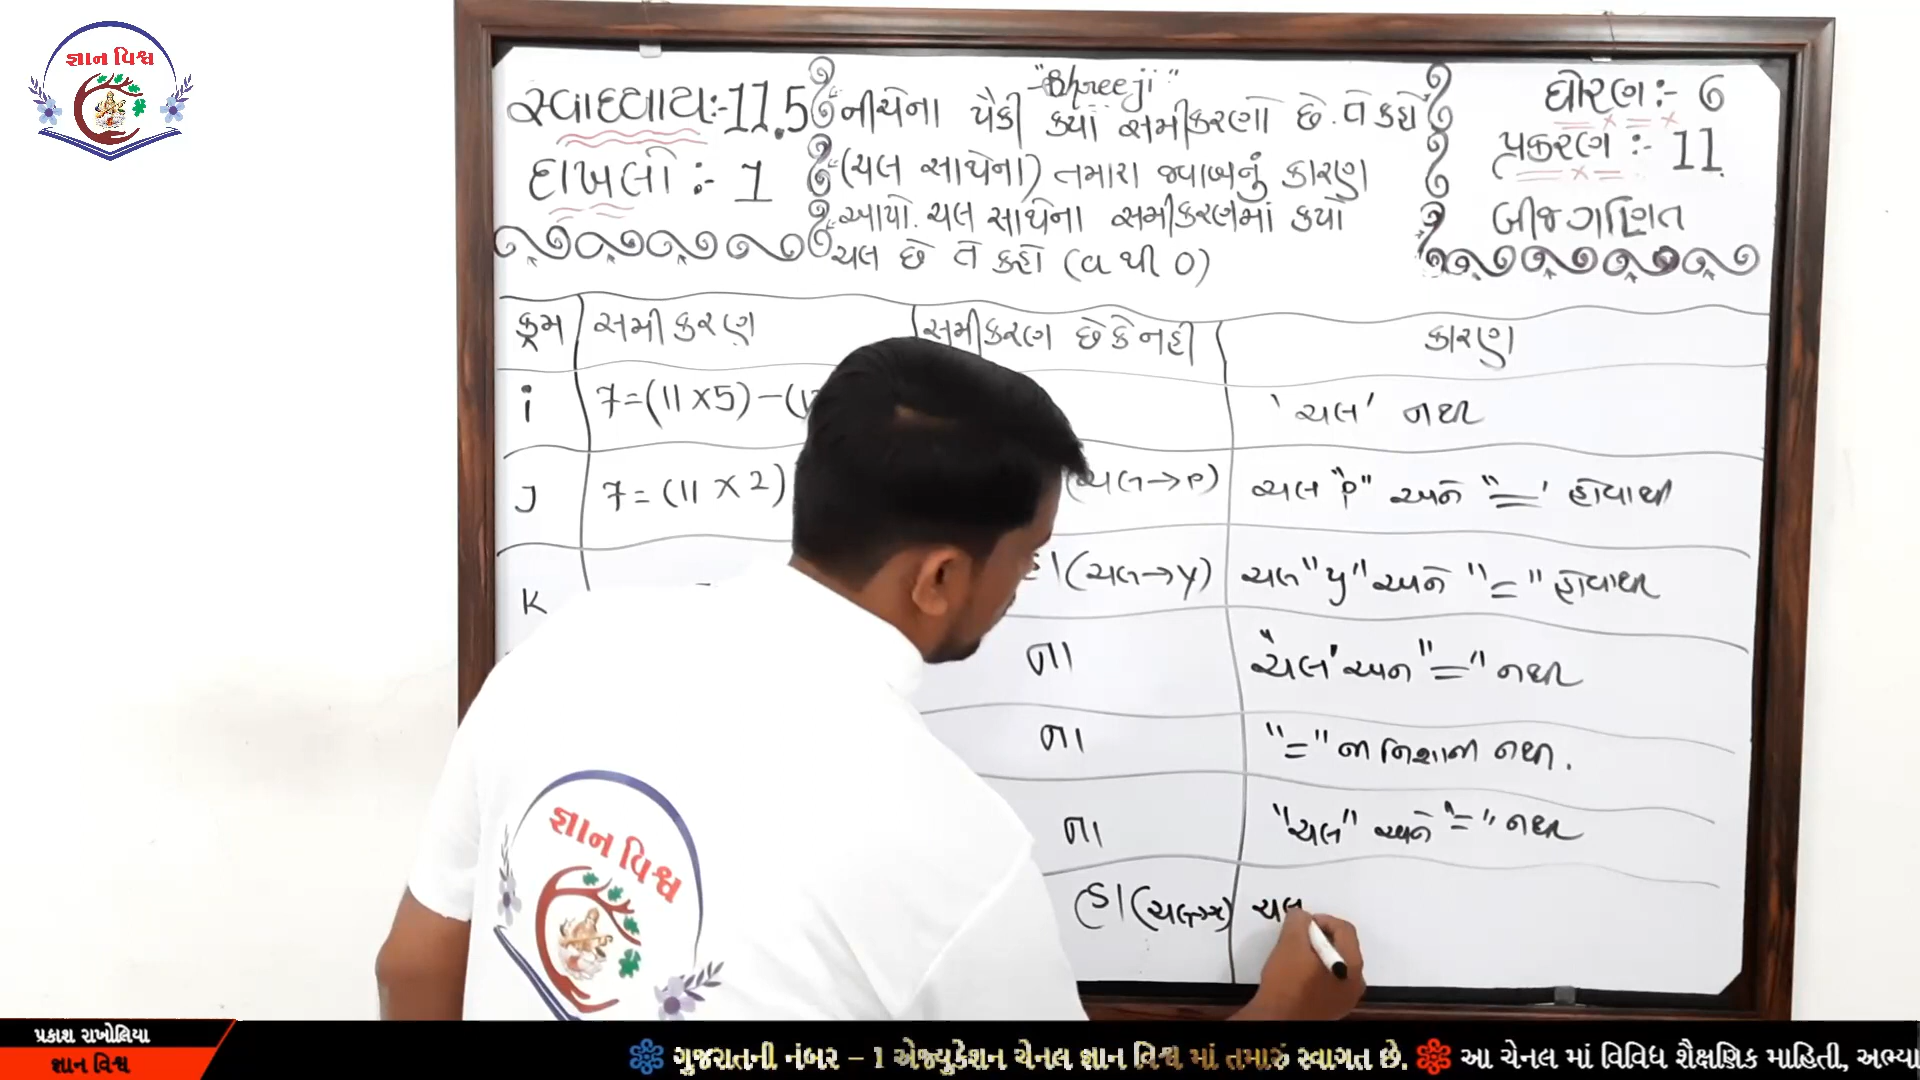 જ્ઞાન વિશ્વ
"Shreeji"
સ્વાધ્યાય:-11.5
દાખલો :- 1
નીચેના પૈકી કયાં સમીકરણો છે. તે કહો
(ચલ સાથેના) તમારા જવાબનું કારણ
આપો. ચલ સાથેના સમીકરણમાં કયો
ચલ છે તે કહો
ધોરણ:- 6
પ્રકરણ :- 11
બીજ ગણિત
ક્રમ સમીકરણ સમીકરણ છે કે નહી કારણ
i 7=(11×5)-( 'ચલ' નથી
J 7=(11×2) (ચલ→P) ચલ "P" અને "=' હોવાથી
K હા(ચલ→y) ચલ"y" અને "=" હોવાથી
ના "ચલ' અને "=" નથી
ના "=" ની નિશાની નથી.
ના "ચલ" અને "=" નથી
હા(ચલ→x) ચલ
જ્ઞાન વિશ્વ
પ્રકાશ રાખોલિયા
જ્ઞાન વિશ્વ
ગુજરાતની નંબર – 1 એજ્યુકેશન ચેનલ જ્ઞાન વિશ્વ માં તમારું સ્વાગત છે. આ ચેનલ માં વિવિધ શૈક્ષણિક માહિતી, અભ્યા